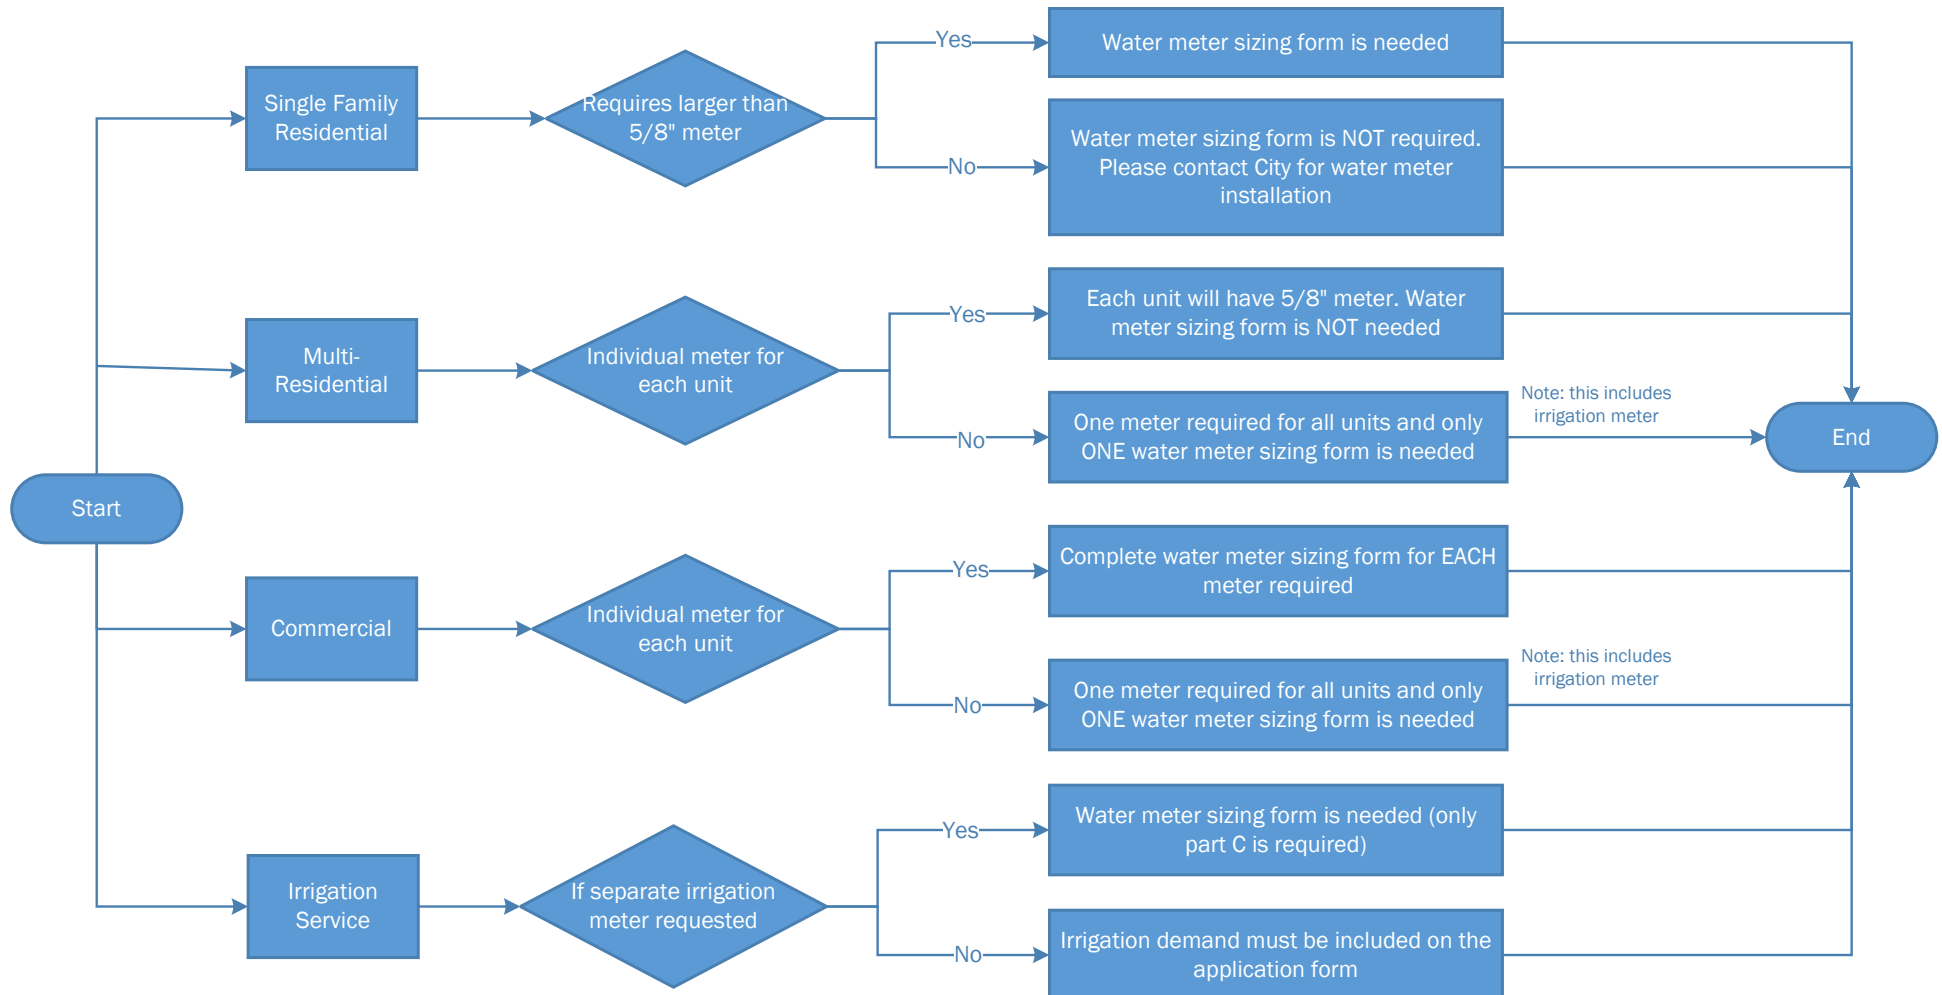 Start
Single Family
Residential
Requires larger than
5/8" meter
Yes
Water meter sizing form is needed
No
Water meter sizing form is NOT required.
Please contact City for water meter
installation
Multi-
Residential
Individual meter for
each unit
Yes
Each unit will have 5/8" meter. Water
meter sizing form is NOT needed
No
One meter required for all units and only
ONE water meter sizing form is needed
Note: this includes
irrigation meter
End
Commercial
Individual meter for
each unit
Yes
Complete water meter sizing form for EACH
meter required
No
One meter required for all units and only
ONE water meter sizing form is needed
Note: this includes
irrigation meter
Irrigation
Service
If separate irrigation
meter requested
Yes
Water meter sizing form is needed (only
part C is required)
No
Irrigation demand must be included on the
application form